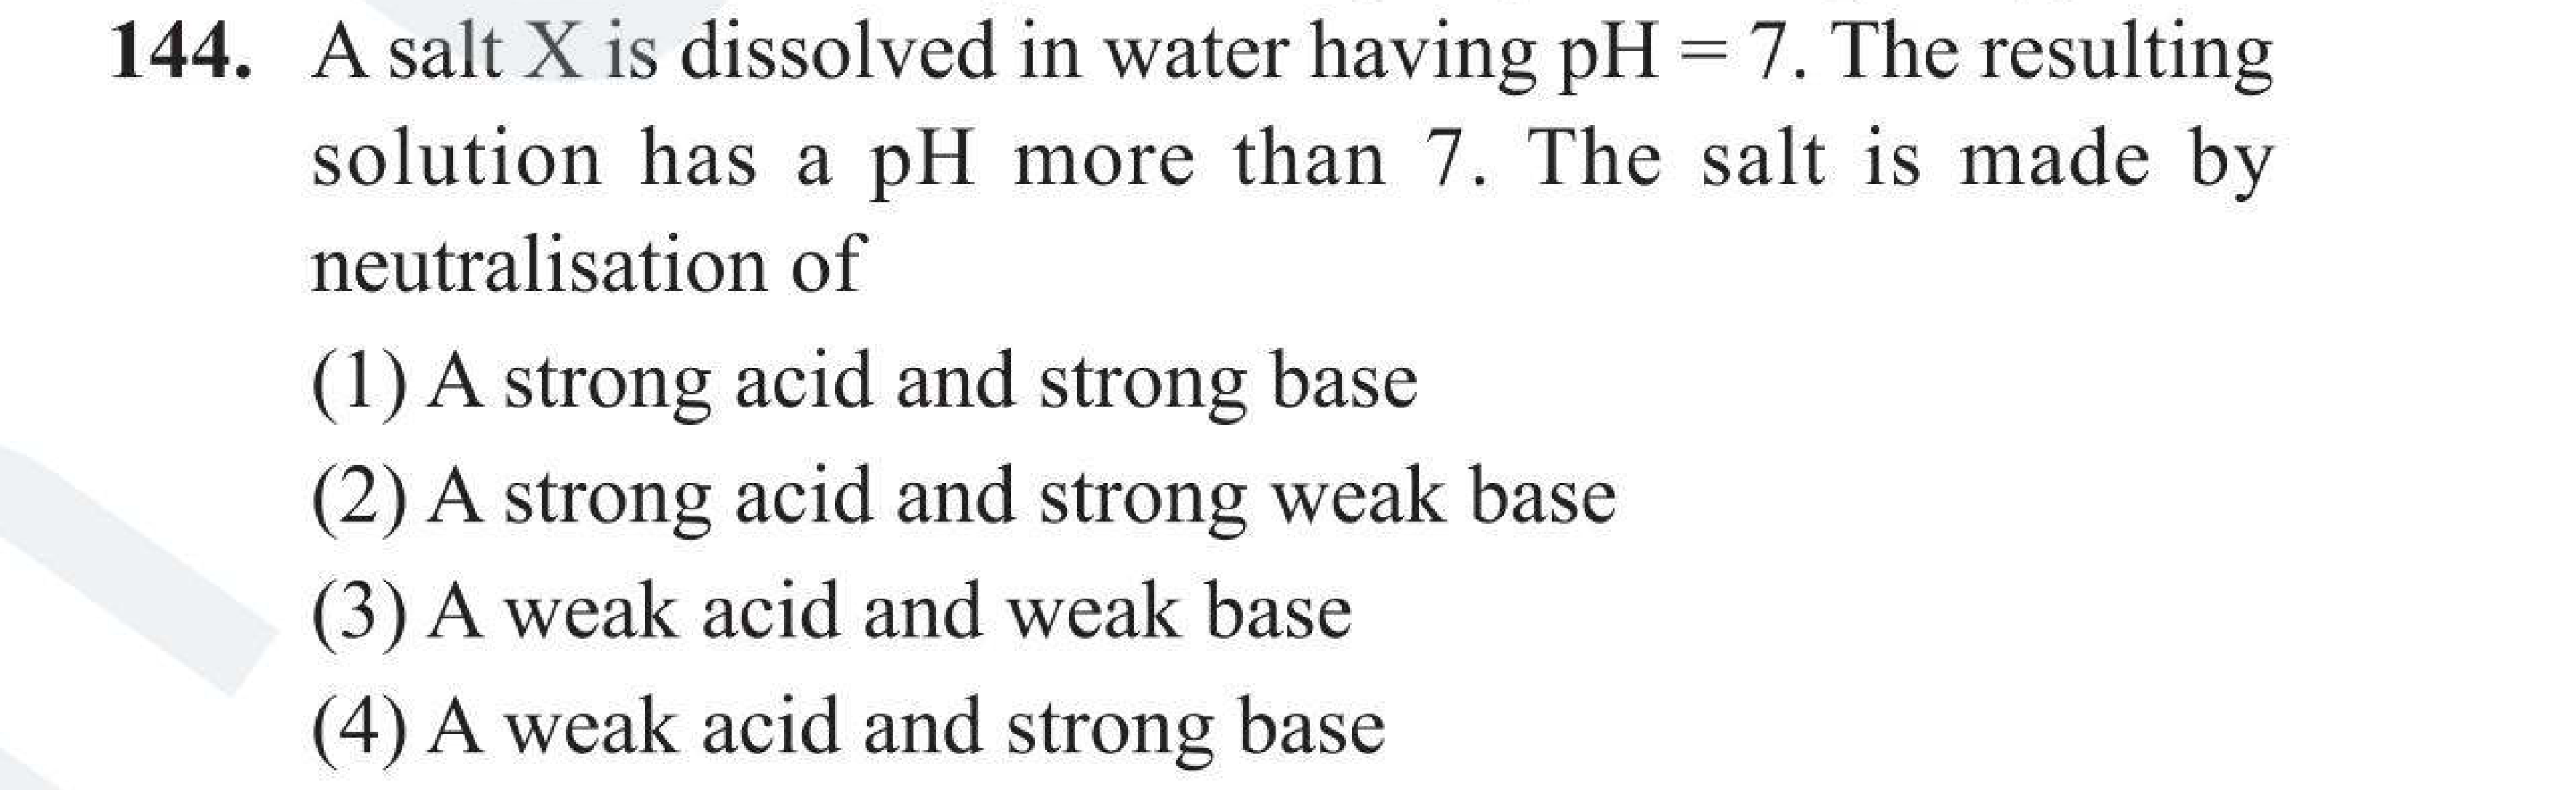 144. A salt X is dissolved in water having pH = 7. The resulting
solution has a pH more than 7. The salt is made by
neutralisation of
(1) A strong acid and strong base
(2) A strong acid and strong weak base
(3) A weak acid and weak base
(4) A weak acid and strong base